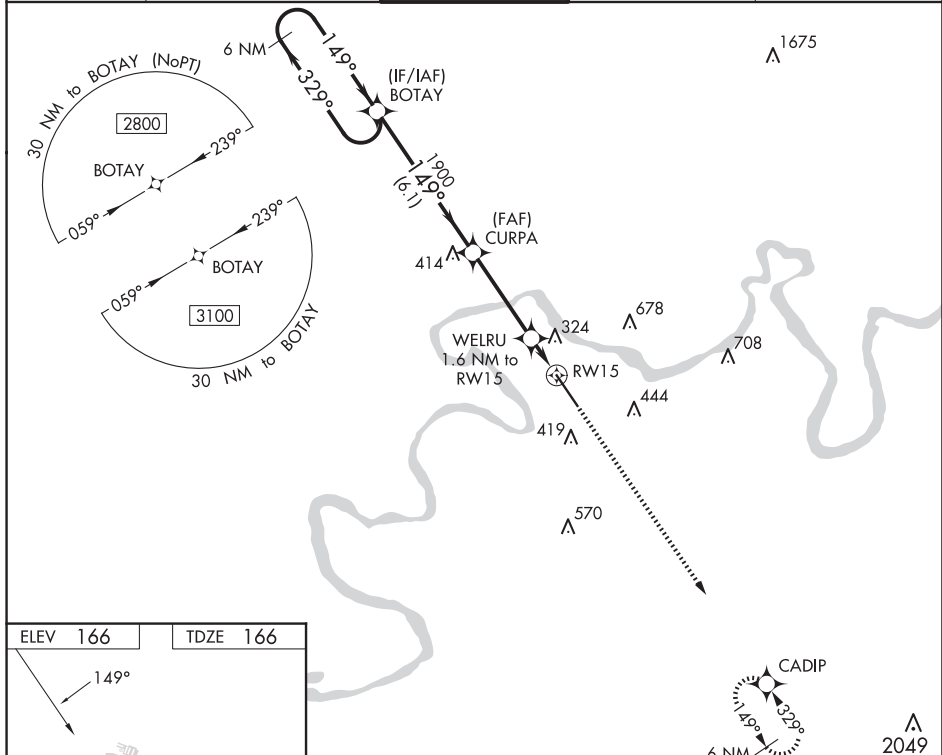 1675
6 NM
149°
329°
(IF/IAF)
BOTAY
30 NM to BOTAY (NoPT)
2800
239°
BOTAY
059°
1900
149°
(6.1)
(FAF)
CURPA
414
239°
BOTAY
059°
3100
30 NM to BOTAY
678
324
WELRU
1.6 NM to
RW15
708
RW15
444
419
570
ELEV 166
TDZE 166
149°
CADIP
149°
329°
6 NM
2049